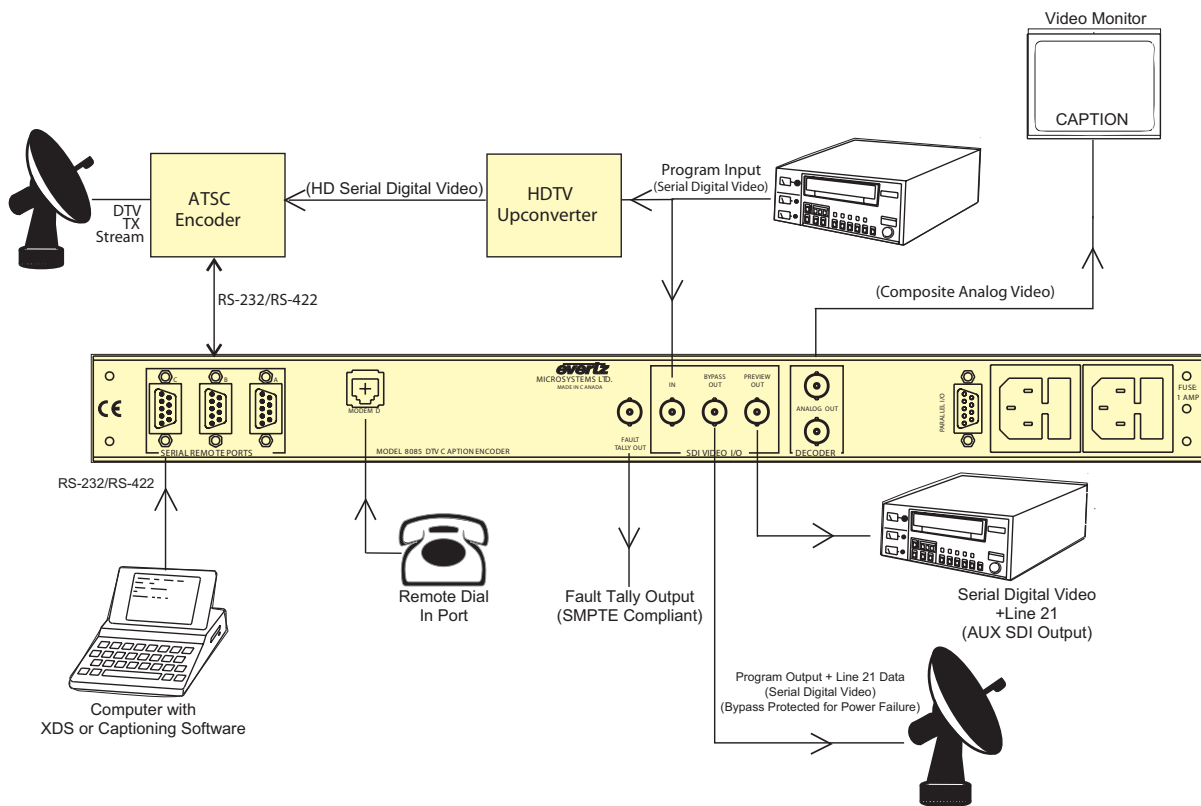 Video Monitor
CAPTION
ATSC
Encoder
(HD Serial Digital Video)
HDTV
Upconverter
Program Input
(Serial Digital Video)
DTV
TX
Stream
RS-232/RS-422
(Composite Analog Video)
C
B
A
SERIAL REMOTE PORTS
CE
MODEM D
MODEL 8085 DTV CAPTION ENCODER
evertz
MICROSYSTEMS LTD.
MADE IN CANADA
FAULT
TALLY OUT
IN
BYPASS
OUT
PREVIEW
OUT
SDI VIDEO I/O
ANALOG OUT
DECODER
PARALLEL I/O
FUSE:
1 AMP
RS-232/RS-422
Computer with
XDS or Captioning Software
Remote Dial
In Port
Fault Tally Output
(SMPTE Compliant)
Serial Digital Video
+Line 21
(AUX SDI Output)
Program Output + Line 21 Data
(Serial Digital Video)
(Bypass Protected for Power Failure)